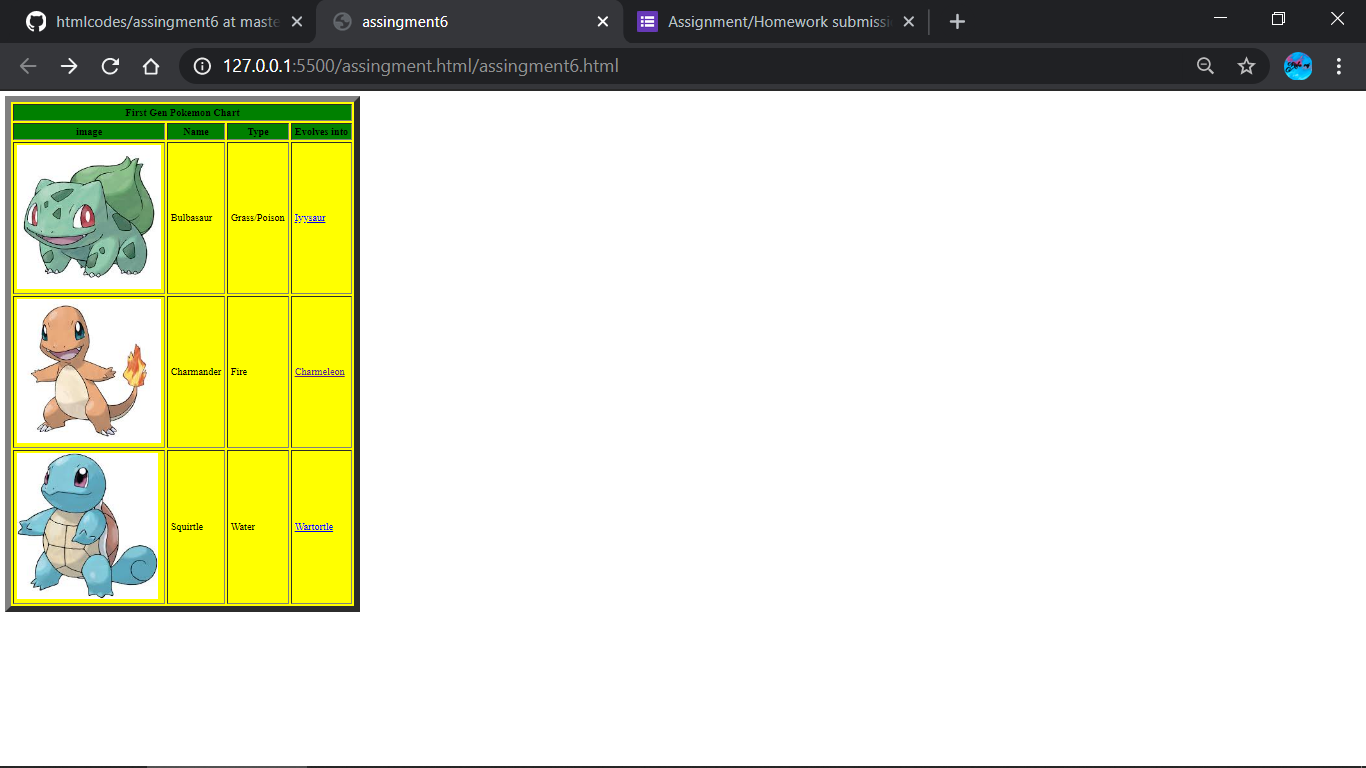 htmlcodes/assingment6 at maste
assingment6
Assignment/Homework submissi
127.0.0.1:5500/assingment.html/assingment6.html
First Gen Pokemon Chart
image Name Type Evolves into
Bulbasaur Grass/Poison Iyysaur
Charmander Fire Charmeleon
Squirtle Water Wartortle